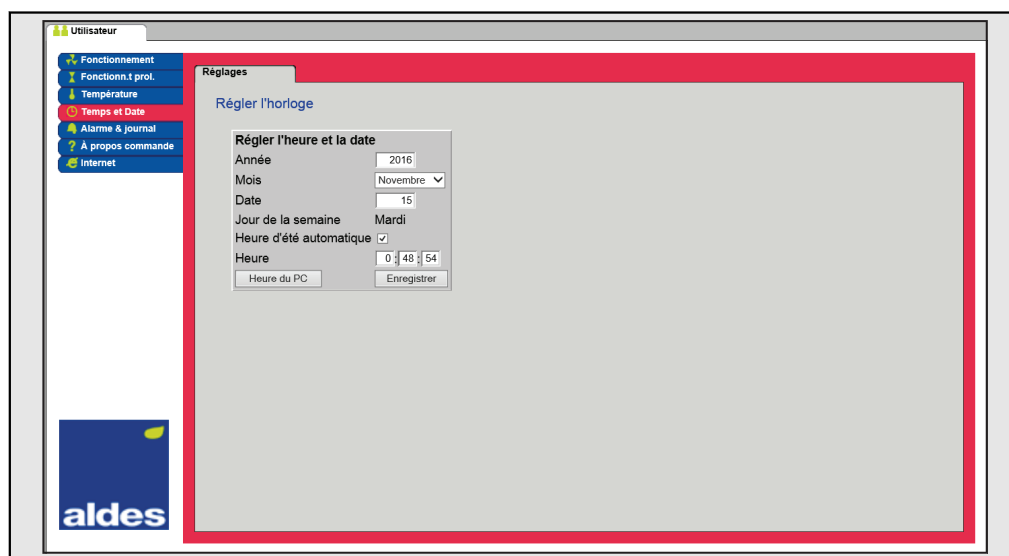 Utilisateur
Fonctionnement
Fonctionn.t prol.
Température
Temps et Date
Alarme & journal
À propos commande
Internet
Réglages
Régler l'horloge
Régler l'heure et la date
Année 2016
Mois Novembre
Date 15
Jour de la semaine Mardi
Heure d'été automatique
Heure 0 : 48 : 54
Heure du PC Enregistrer
aldes